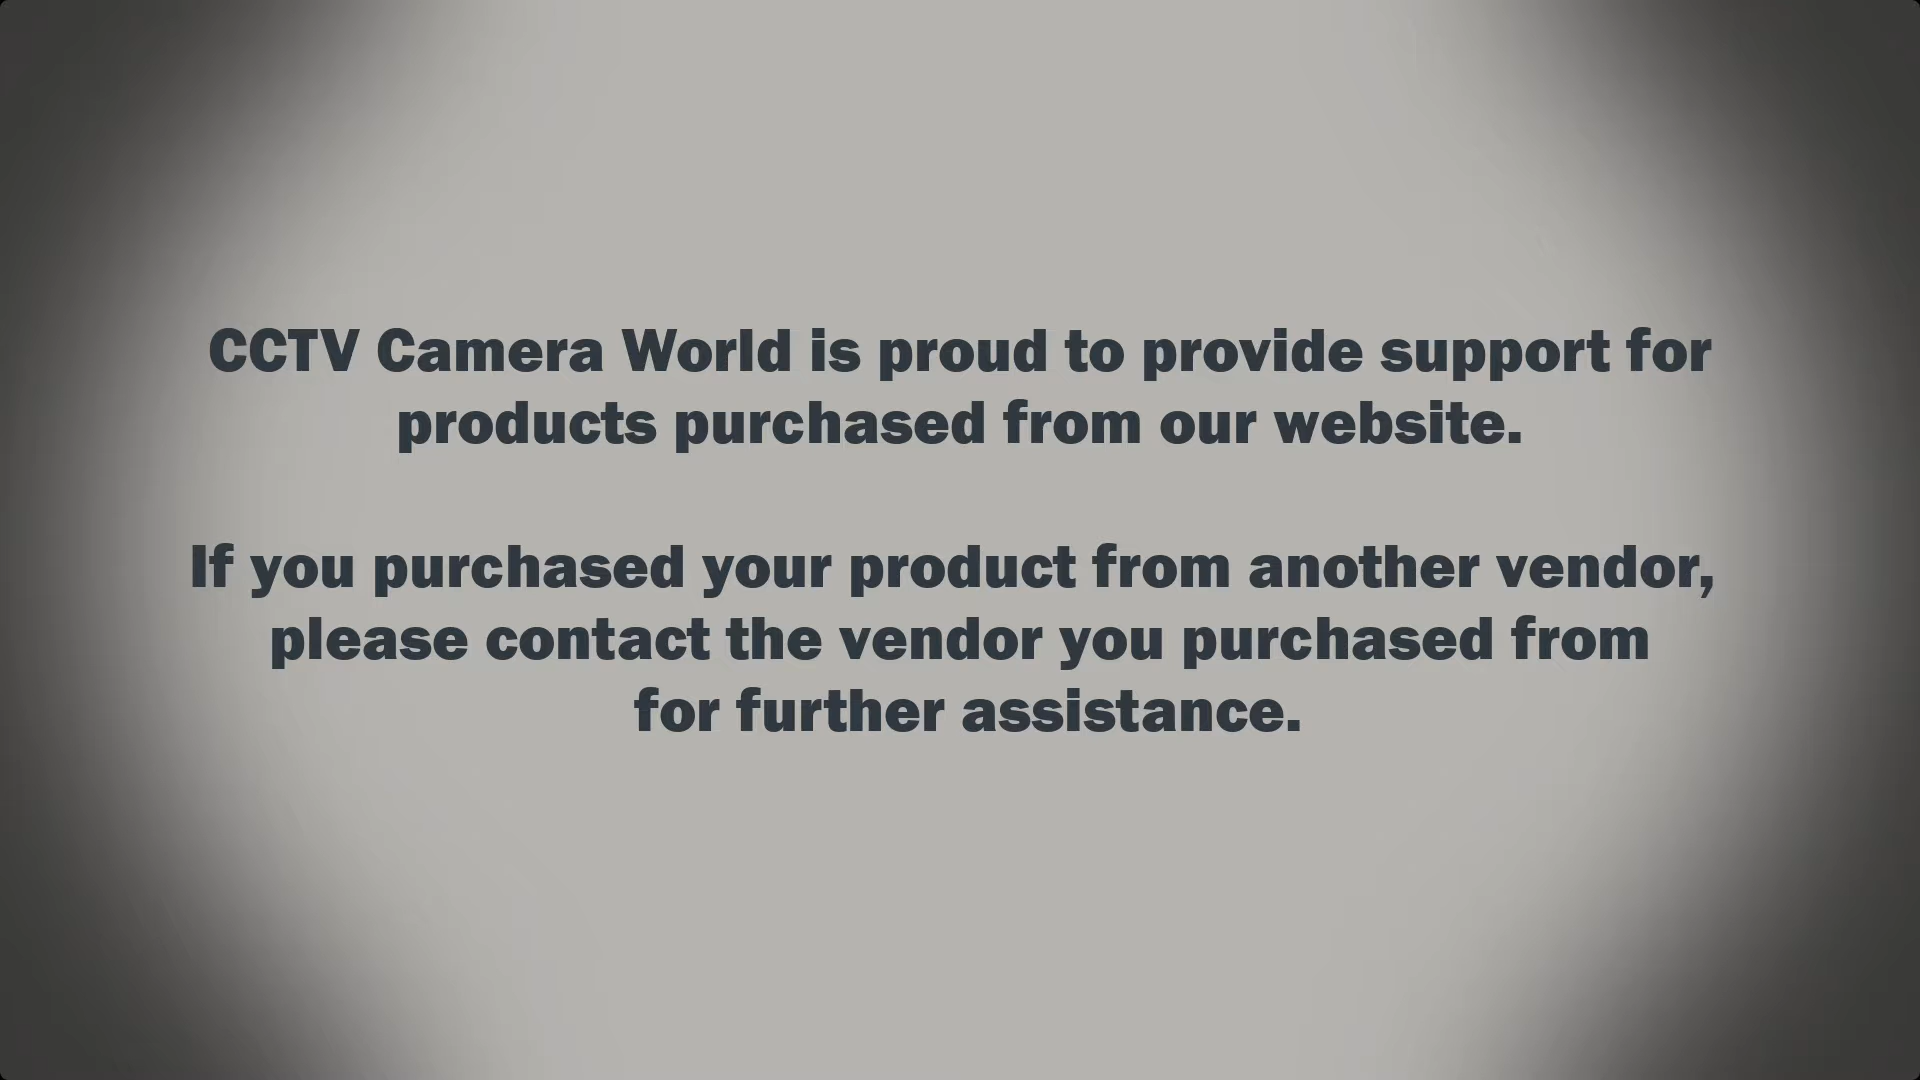 CCTV Camera World is proud to provide support for
products purchased from our website.
If you purchased your product from another vendor,
please contact the vendor you purchased from
for further assistance.